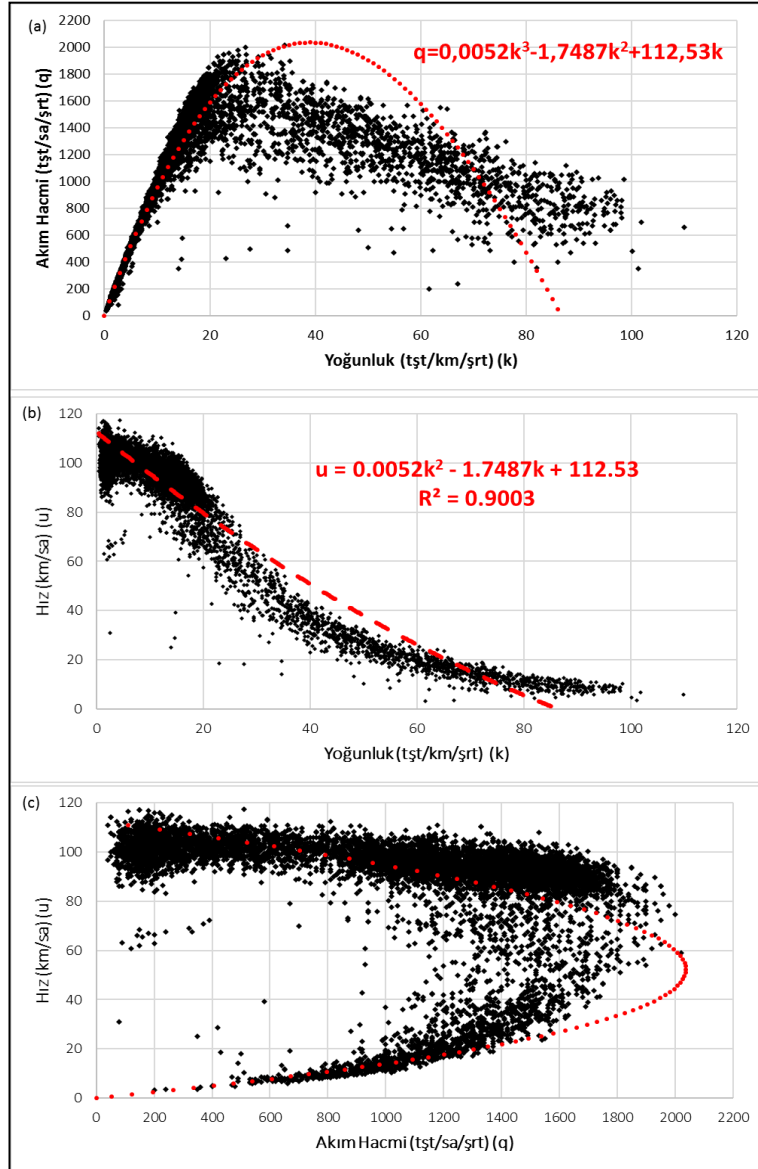 (a)
q=0,0052k³-1,7487k²+112,53k
Akım Hacmi (tşt/sa/şrt) (q)
2200
2000
1800
1600
1400
1200
1000
800
600
400
200
0
0 20 40 60 80 100 120
Yoğunluk (tşt/km/şrt) (k)
(b)
u = 0.0052k² - 1.7487k + 112.53
R² = 0.9003
Hız (km/sa) (u)
120
100
80
60
40
20
0
0 20 40 60 80 100 120
Yoğunluk (tşt/km/şrt) (k)
(c)
Hız (km/sa) (u)
120
100
80
60
40
20
0
0 200 400 600 800 1000 1200 1400 1600 1800 2000 2200
Akım Hacmi (tşt/sa/şrt) (q)